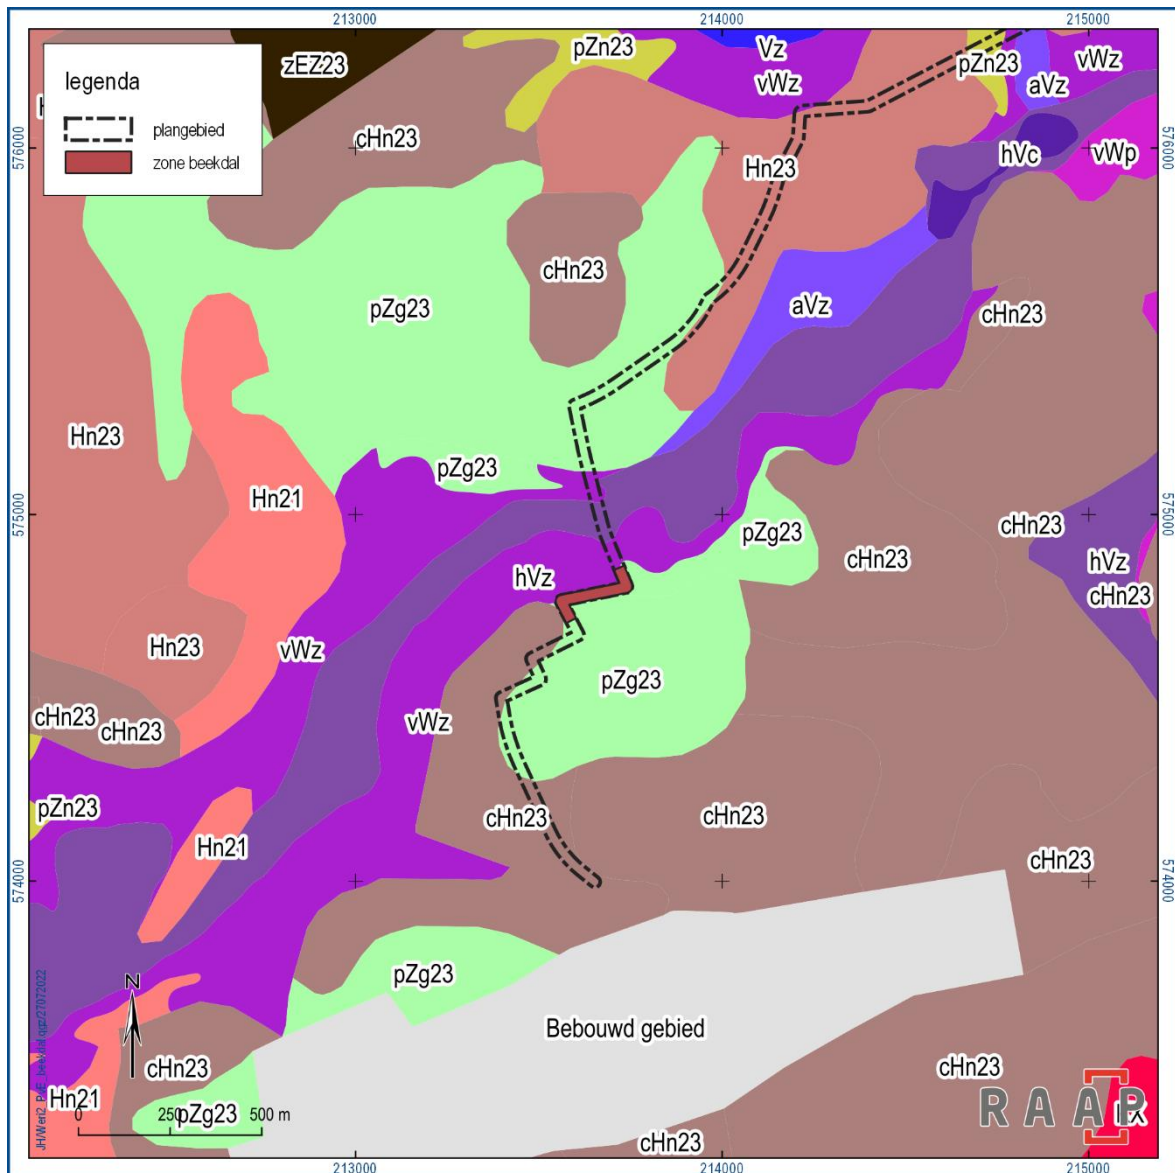 213000
214000
215000
legenda
plangebied
zone beekdal
zEZ23
pZn23
Vz
vWz
pZn23
aVz
vWz
cHn23
Hn23
hVc
vWp
576000
576000
cHn23
pZg23
aVz
cHn23
Hn23
pZg23
Hn21
575000
575000
pZg23
cHn23
cHn23
hVz
hVz
cHn23
Hn23
vWz
pZg23
cHn23
cHn23
vWz
pZn23
cHn23
cHn23
Hn21
cHn23
574000
574000
pZg23
N
Bebouwd gebied
cHn23
cHn23
Hn21
pZg23
0
250
500 m
cHn23
RAAP
213000
214000
215000